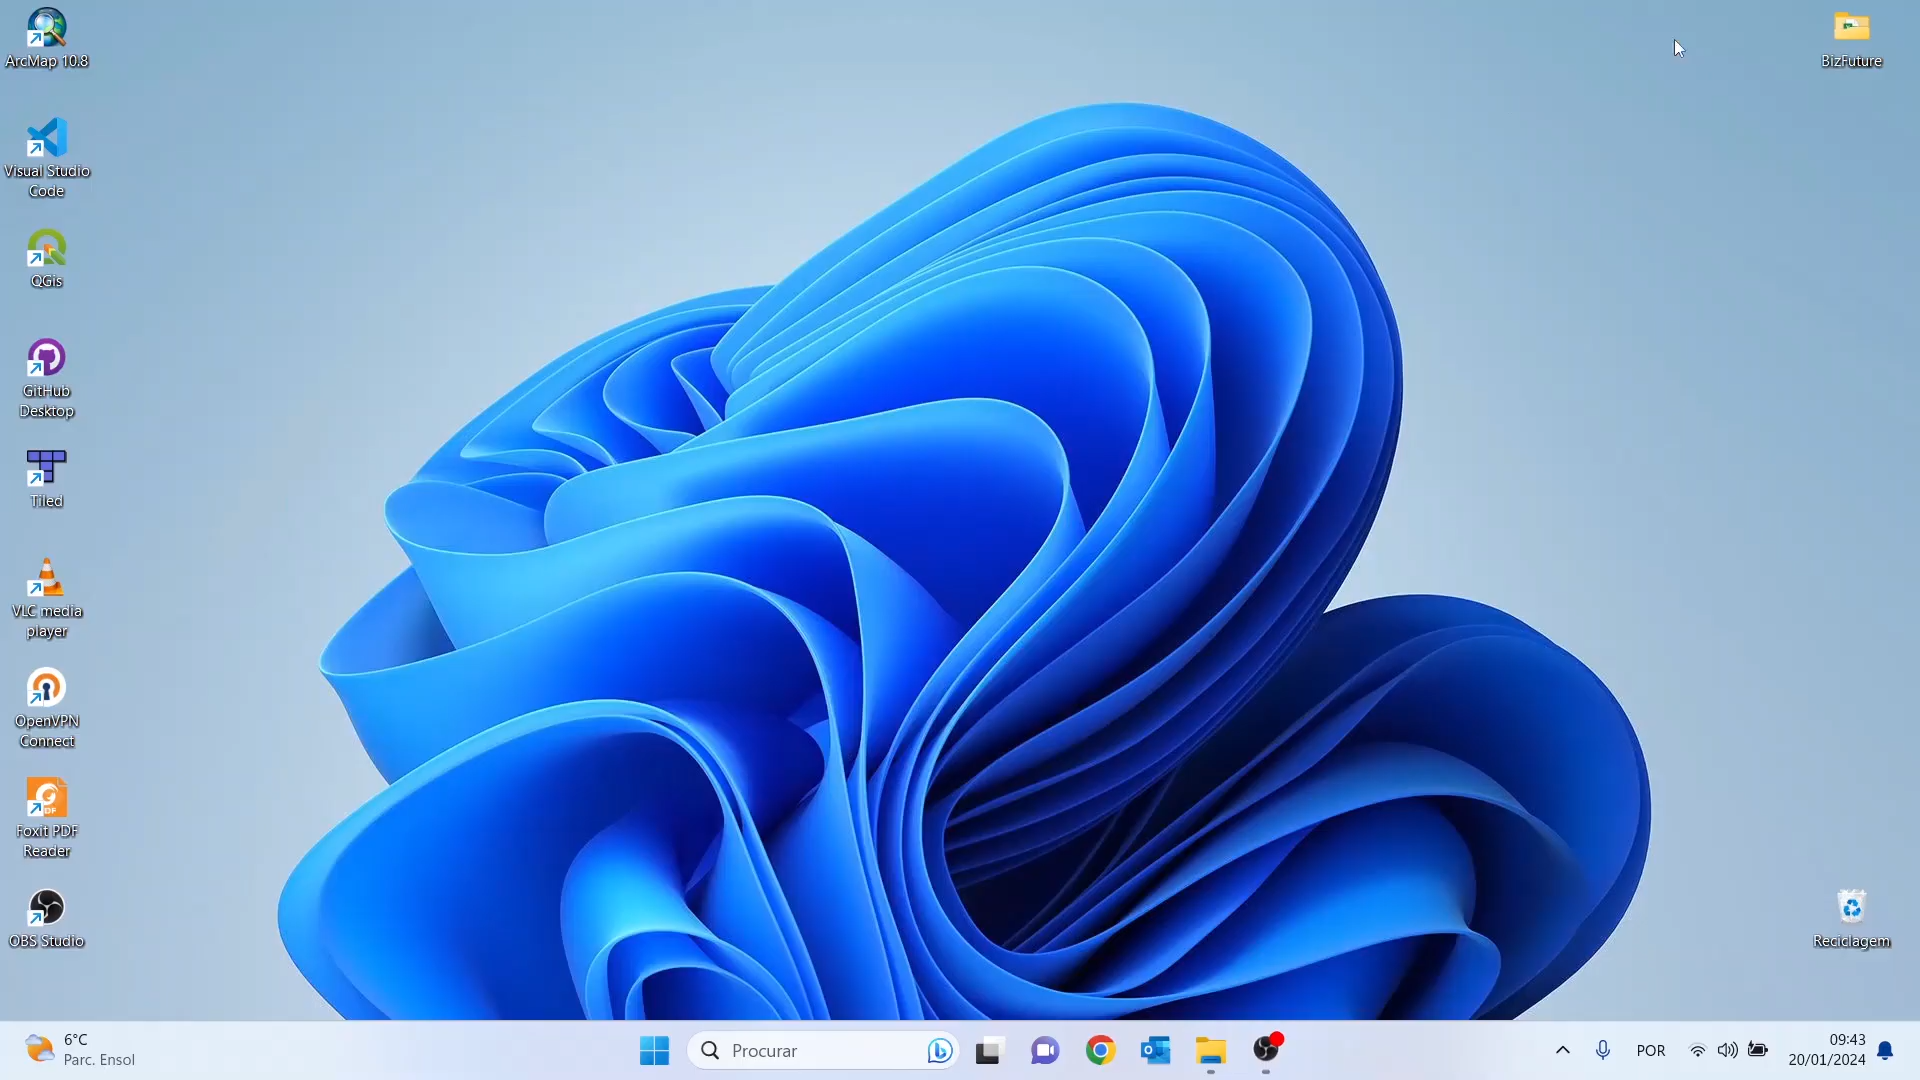 ArcMap 10.8
BizFuture
Visual Studio
Code
QGis
GitHub
Desktop
Tiled
VLC media
player
OpenVPN
Connect
Foxit PDF
Reader
OBS Studio
Reciclagem
6°C
Parc. Ensol
Procurar
POR
09:43
20/01/2024